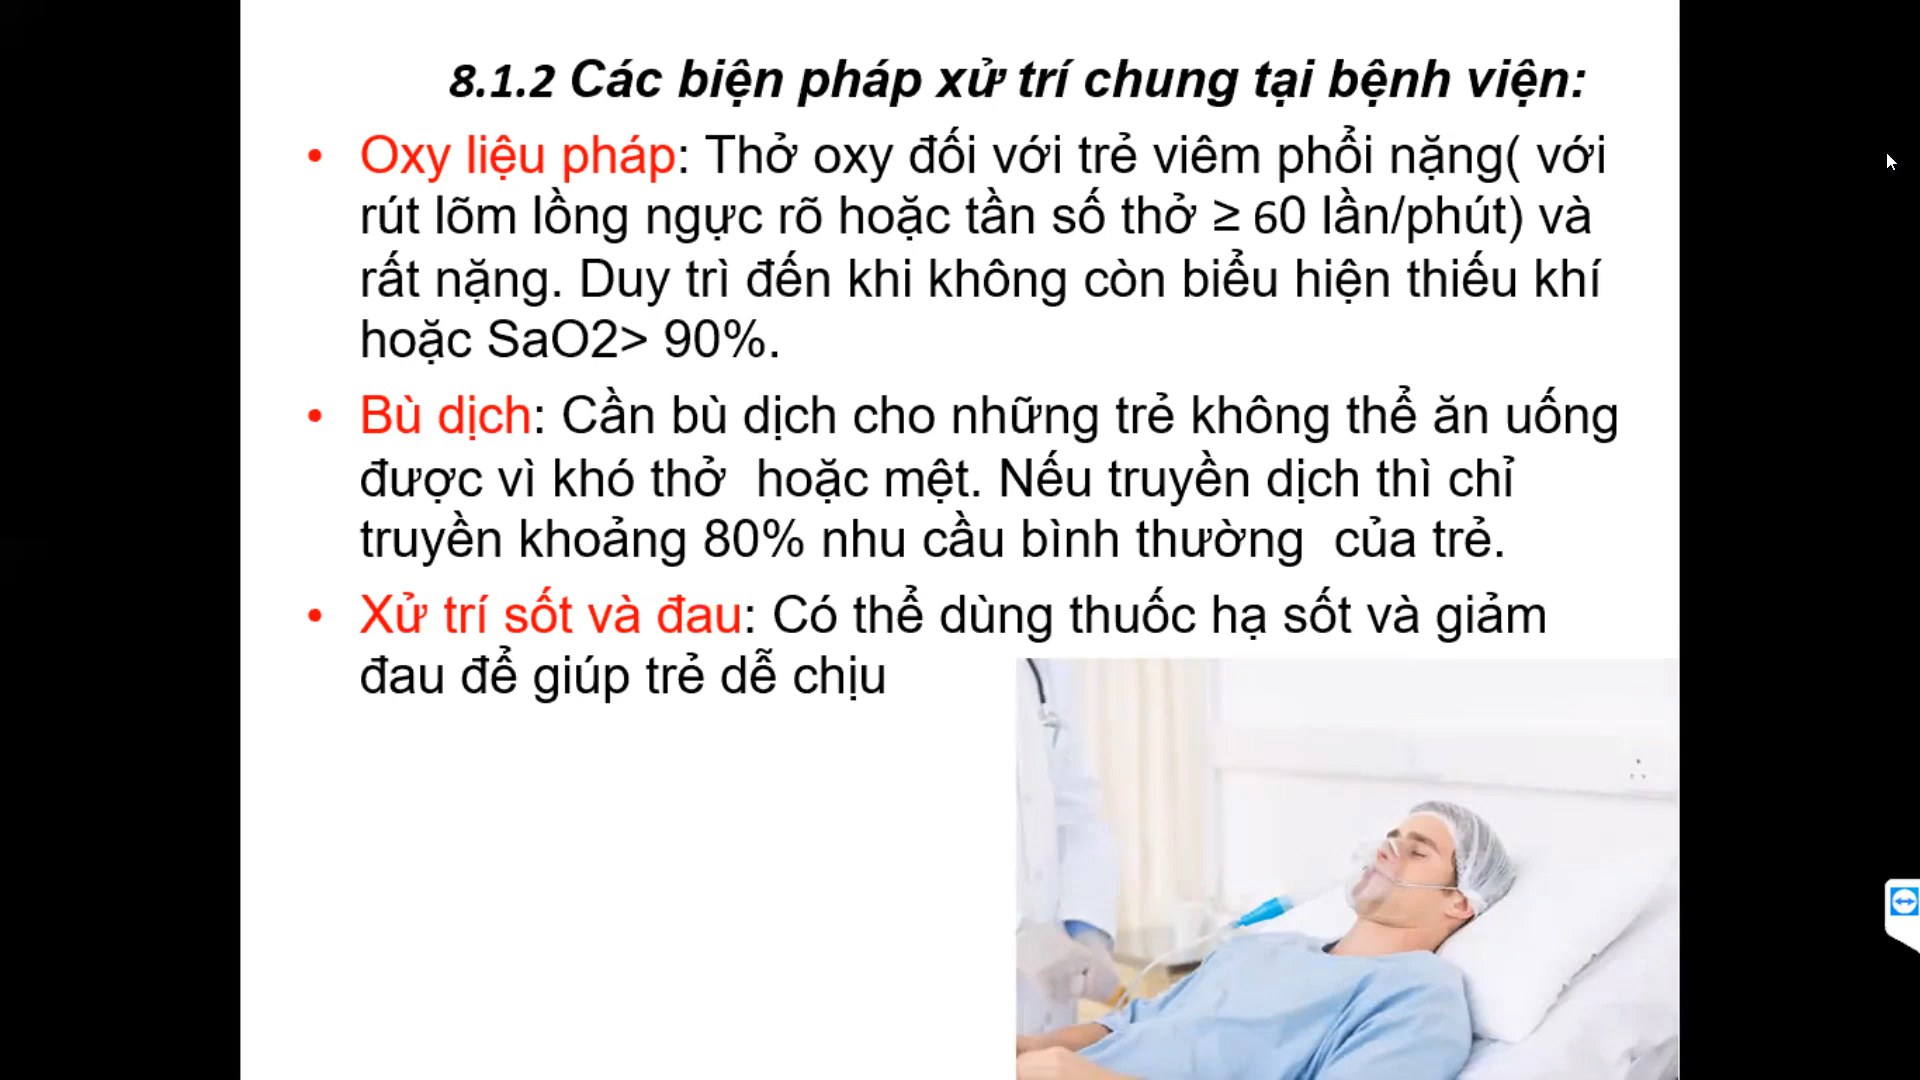 8.1.2 Các biện pháp xử trí chung tại bệnh viện:
• Oxy liệu pháp: Thở oxy đối với trẻ viêm phổi nặng( với
rút lõm lồng ngực rõ hoặc tần số thở ≥ 60 lần/phút) và
rất nặng. Duy trì đến khi không còn biểu hiện thiếu khí
hoặc SaO2> 90%.
• Bù dịch: Cần bù dịch cho những trẻ không thể ăn uống
được vì khó thở  hoặc mệt. Nếu truyền dịch thì chỉ
truyền khoảng 80% nhu cầu bình thường  của trẻ.
• Xử trí sốt và đau: Có thể dùng thuốc hạ sốt và giảm
đau để giúp trẻ dễ chịu